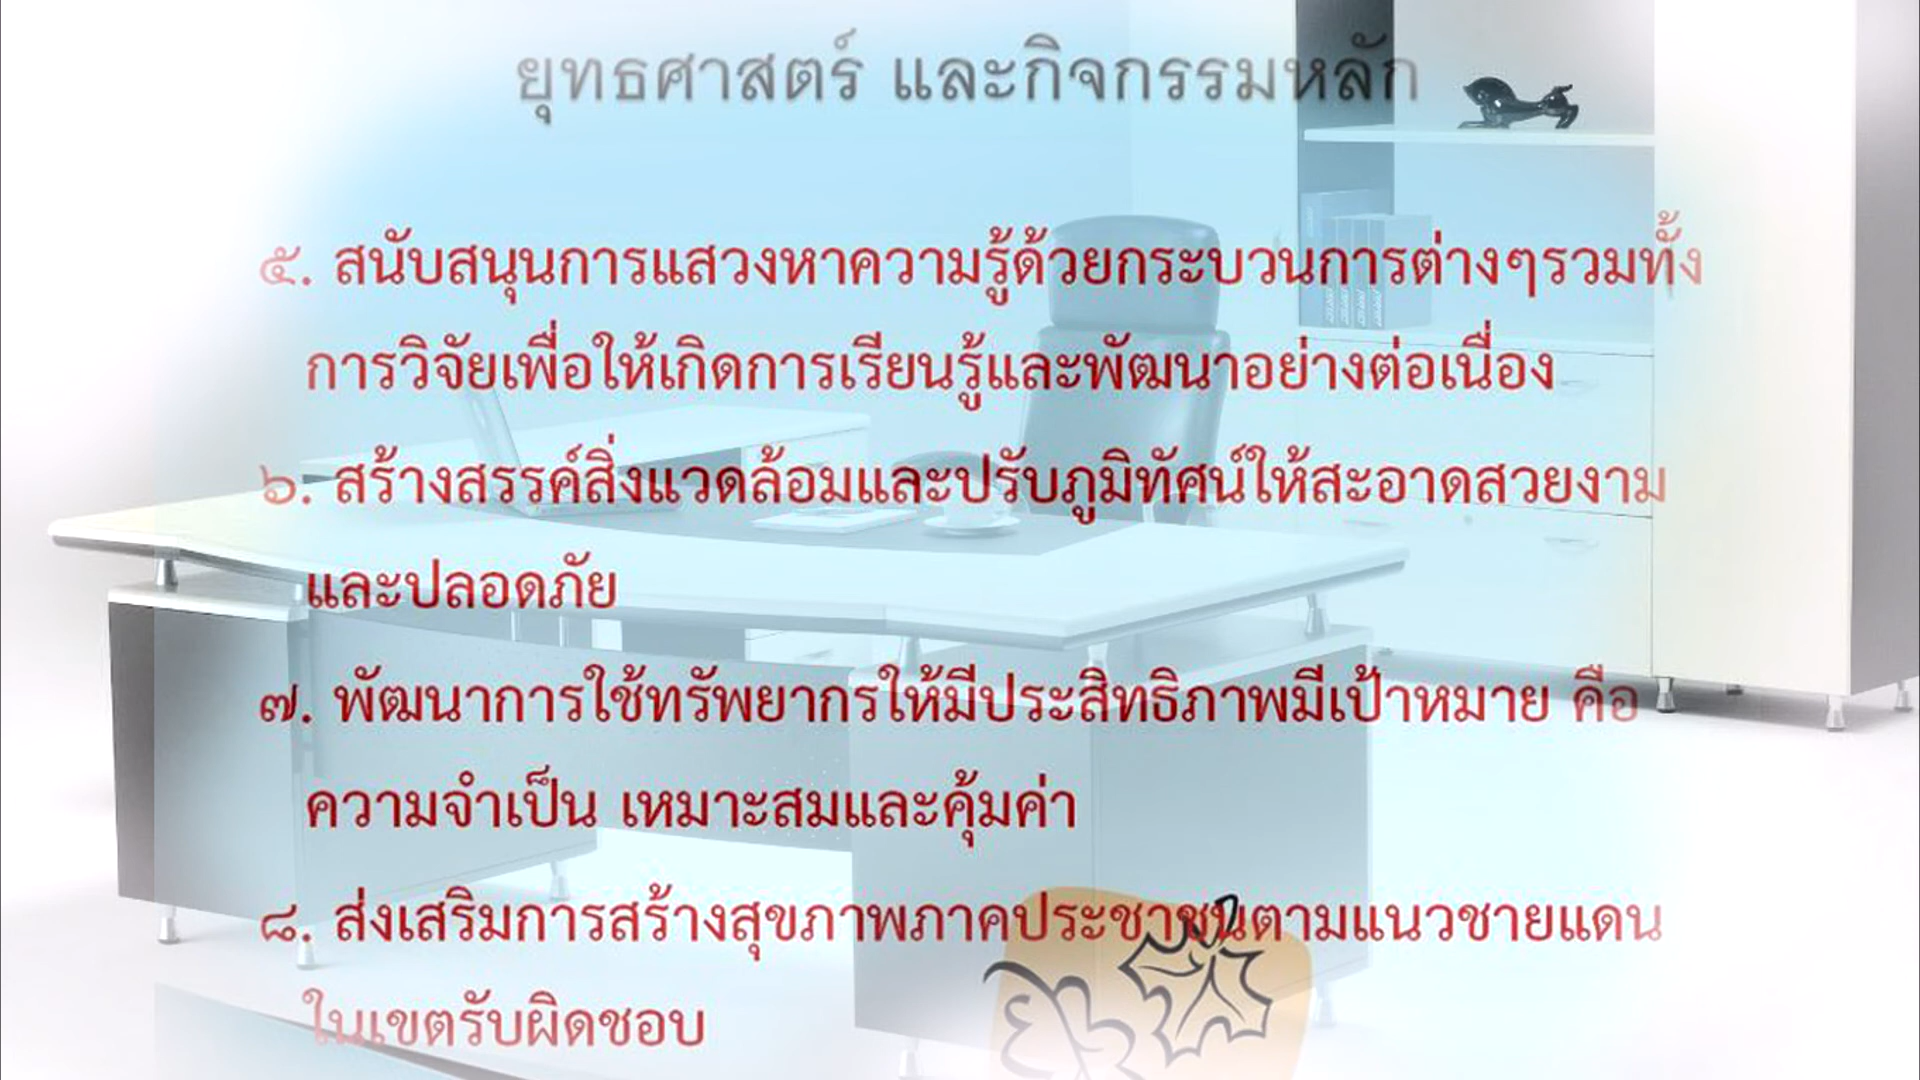 ยุทธศาสตร์ และกิจกรรมหลัก
๕. สนับสนุนการแสวงหาความรู้ด้วยกระบวนการต่างๆรวมทั้ง
การวิจัยเพื่อให้เกิดการเรียนรู้และพัฒนาอย่างต่อเนื่อง
๖. สร้างสรรค์สิ่งแวดล้อมและปรับภูมิทัศน์ให้สะอาดสวยงาม
และปลอดภัย
๗. พัฒนาการใช้ทรัพยากรให้มีประสิทธิภาพมีเป้าหมาย คือ
ความจำเป็น เหมาะสมและคุ้มค่า
๘. ส่งเสริมการสร้างสุขภาพภาคประชาชนตามแนวชายแดน
ในเขตรับผิดชอบ